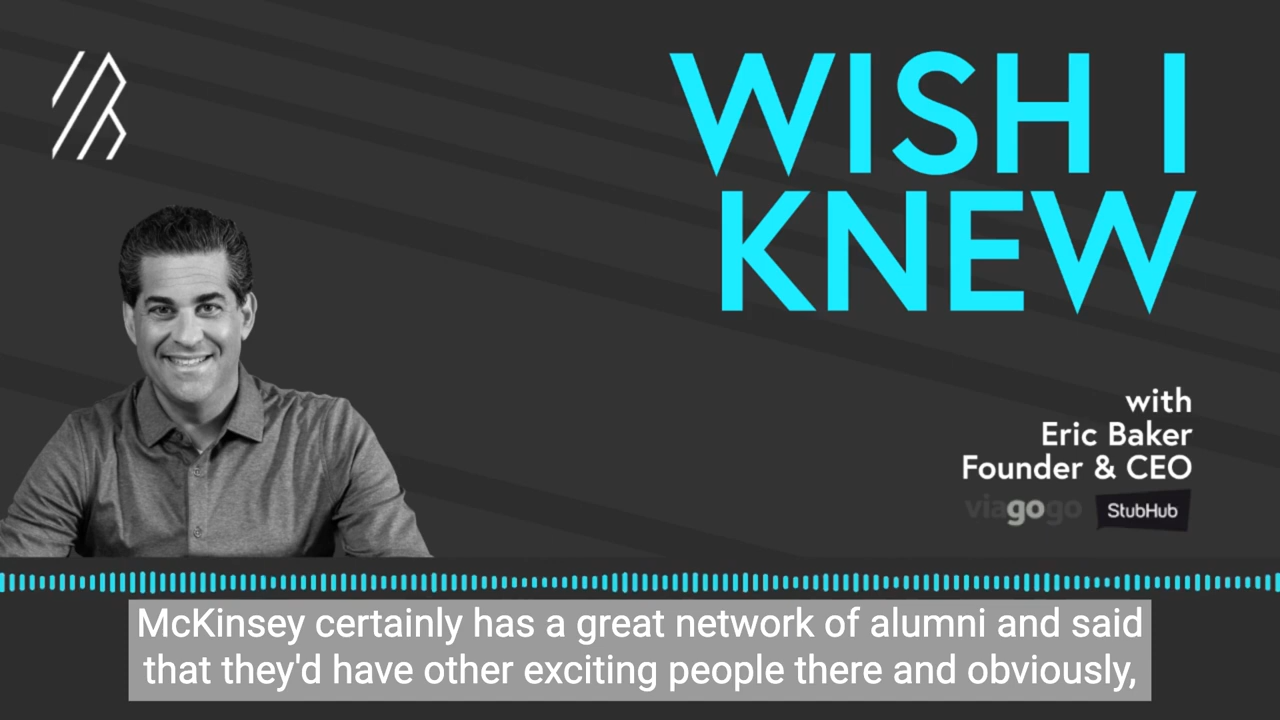 WISH I
KNEW
with
Eric Baker
Founder & CEO
viagogo
StubHub
McKinsey certainly has a great network of alumni and said
that they'd have other exciting people there and obviously,